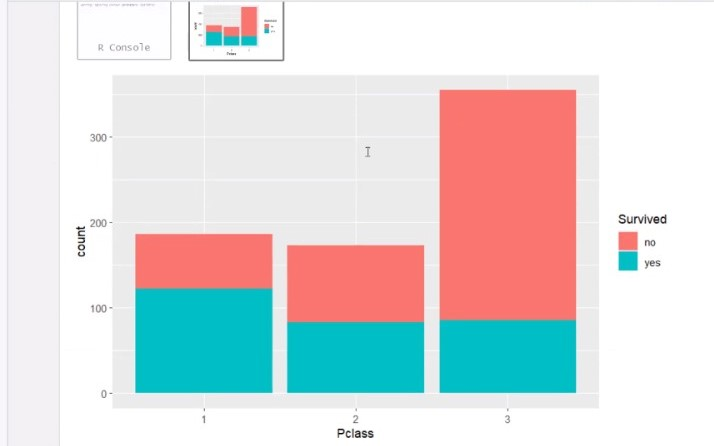 R Console
300
200
100
0
count
1
2
3
Pclass
Survived
no
yes